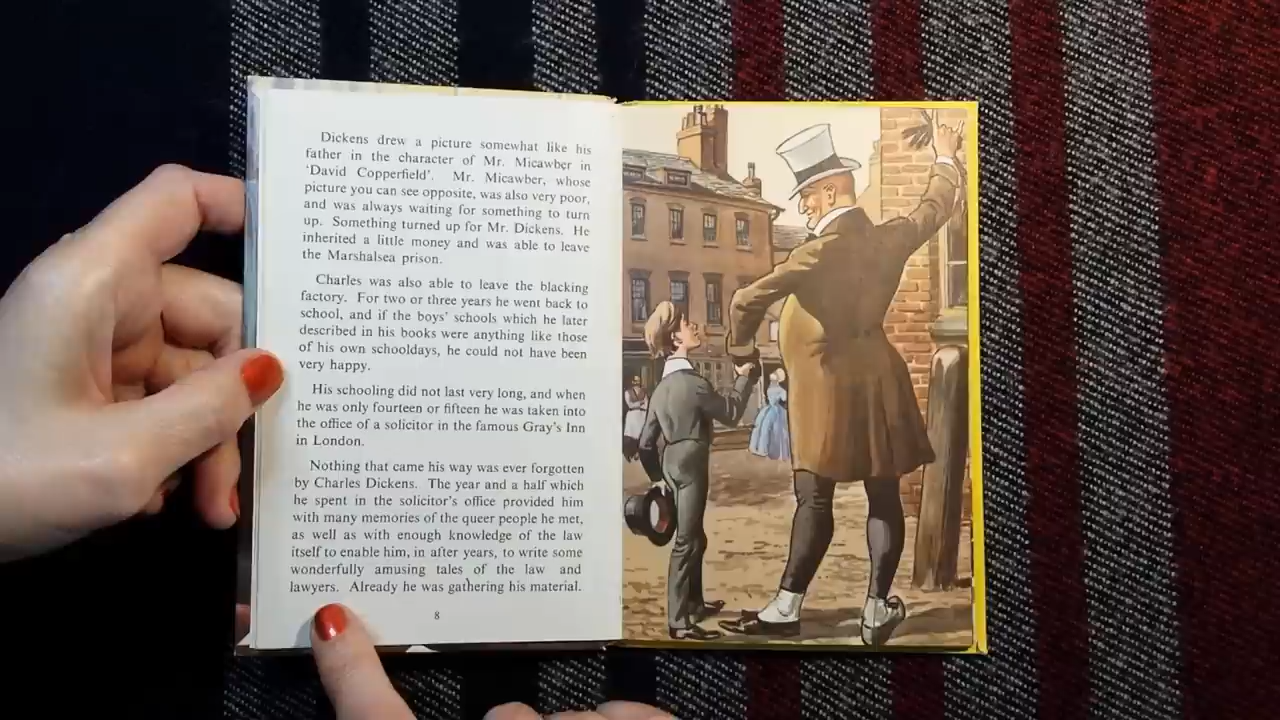 Dickens drew a picture somewhat like his
father in the character of Mr. Micawber in
'David Copperfield'. Mr. Micawber, whose
picture you can see opposite, was also very poor,
and was always waiting for something to turn
up. Something turned up for Mr. Dickens. He
inherited a little money and was able to leave
the Marshalsea prison.
Charles was also able to leave the blacking
factory. For two or three years he went back to
school, and if the boys' schools which he later
described in his books were anything like those
of his own schooldays, he could not have been
very happy.
His schooling did not last very long, and when
he was only fourteen or fifteen he was taken into
the office of a solicitor in the famous Gray's Inn
in London.
Nothing that came his way was ever forgotten
by Charles Dickens. The year and a half which
he spent in the solicitor's office provided him
with many memories of the queer people he met,
as well as with enough knowledge of the law
itself to enable him, in after years, to write some
wonderfully amusing tales of the law and
lawyers. Already he was gathering his material.
8